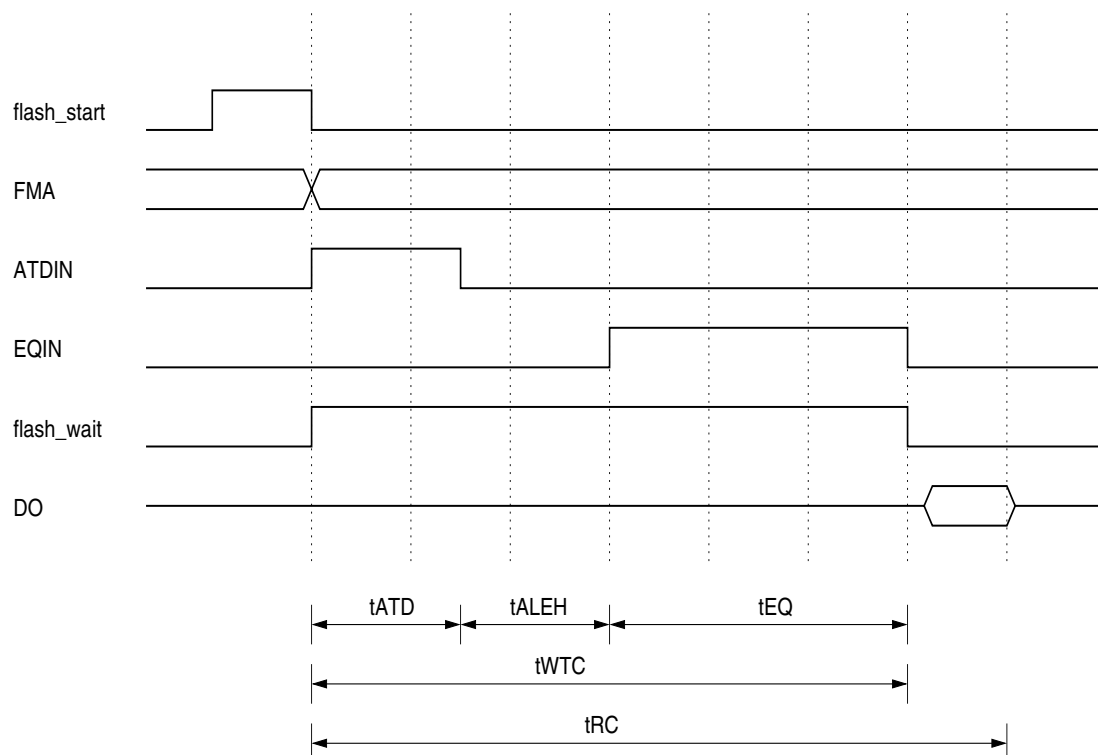 flash_start
FMA
ATDIN
EQIN
flash_wait
DO
tATD tALEH tEQ
tWTC
tRC